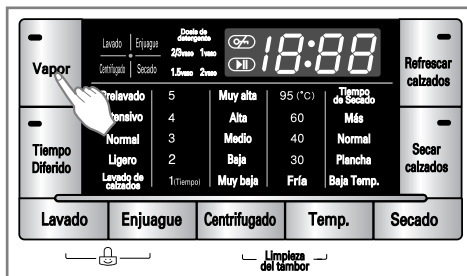 Vapor
Tiempo
Diferido
Lavado Enjuague
Centrifugado Secado
Dosis de
detergente
2/3vaso 1vaso
1.5vaso 2vaso
18:88
Refrescar
calzados
Secar
calzados
Prelavado 5 Muy alta 95 (°C) Tiempo
de Secado
Intensivo 4 Alta 60 Más
Normal 3 Medio 40 Normal
Ligero 2 Baja 30 Plancha
Lavado de
calzados 1(Tiempo) Muy baja Fría Baja Temp.
Lavado Enjuague Centrifugado Temp. Secado
Limpieza
del támbor